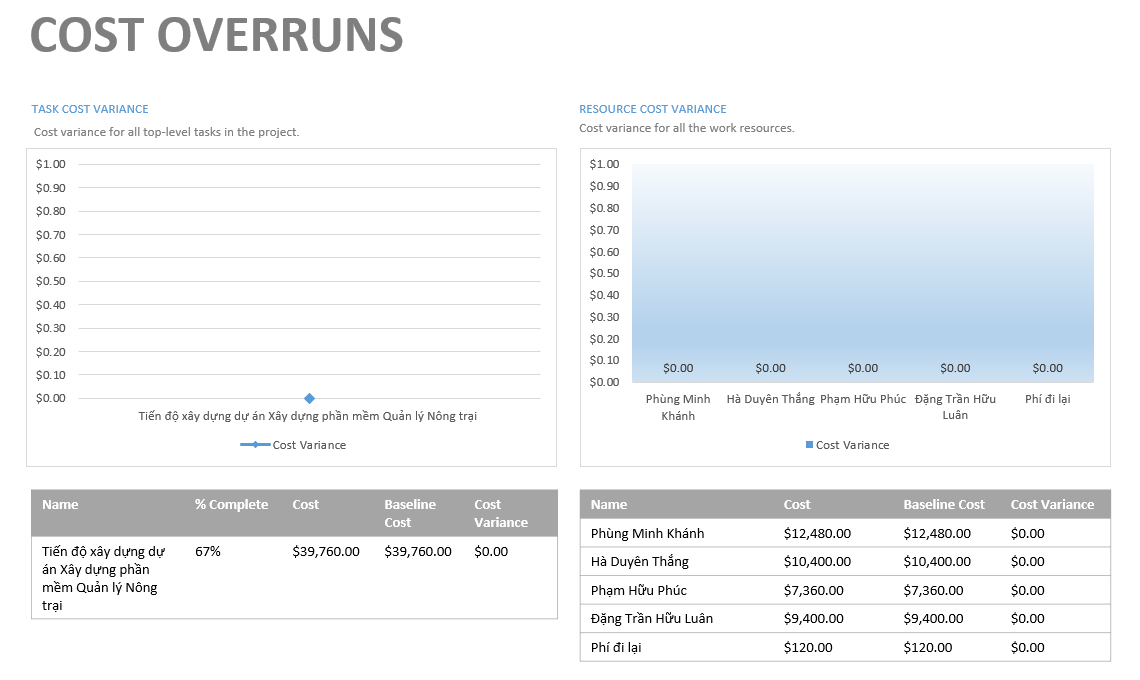 COST OVERRUNS
TASK COST VARIANCE
Cost variance for all top-level tasks in the project.
$1.00
$0.90
$0.80
$0.70
$0.60
$0.50
$0.40
$0.30
$0.20
$0.10
$0.00
Tiến độ xây dựng dự án Xây dựng phần mềm Quản lý Nông trại
Cost Variance
Name % Complete Cost Baseline Cost Cost Variance
Tiến độ xây dựng dự 67% $39,760.00 $39,760.00 $0.00
án Xây dựng phần
mềm Quản lý Nông
trại
RESOURCE COST VARIANCE
Cost variance for all the work resources.
$1.00
$0.90
$0.80
$0.70
$0.60
$0.50
$0.40
$0.30
$0.20
$0.10
$0.00
$0.00 $0.00 $0.00 $0.00 $0.00
Phùng Minh Khánh Hà Duyên Thắng Phạm Hữu Phúc Đặng Trần Hữu Luân Phí đi lại
Cost Variance
Name Cost Baseline Cost Cost Variance
Phùng Minh Khánh $12,480.00 $12,480.00 $0.00
Hà Duyên Thắng $10,400.00 $10,400.00 $0.00
Phạm Hữu Phúc $7,360.00 $7,360.00 $0.00
Đặng Trần Hữu Luân $9,400.00 $9,400.00 $0.00
Phí đi lại $120.00 $120.00 $0.00